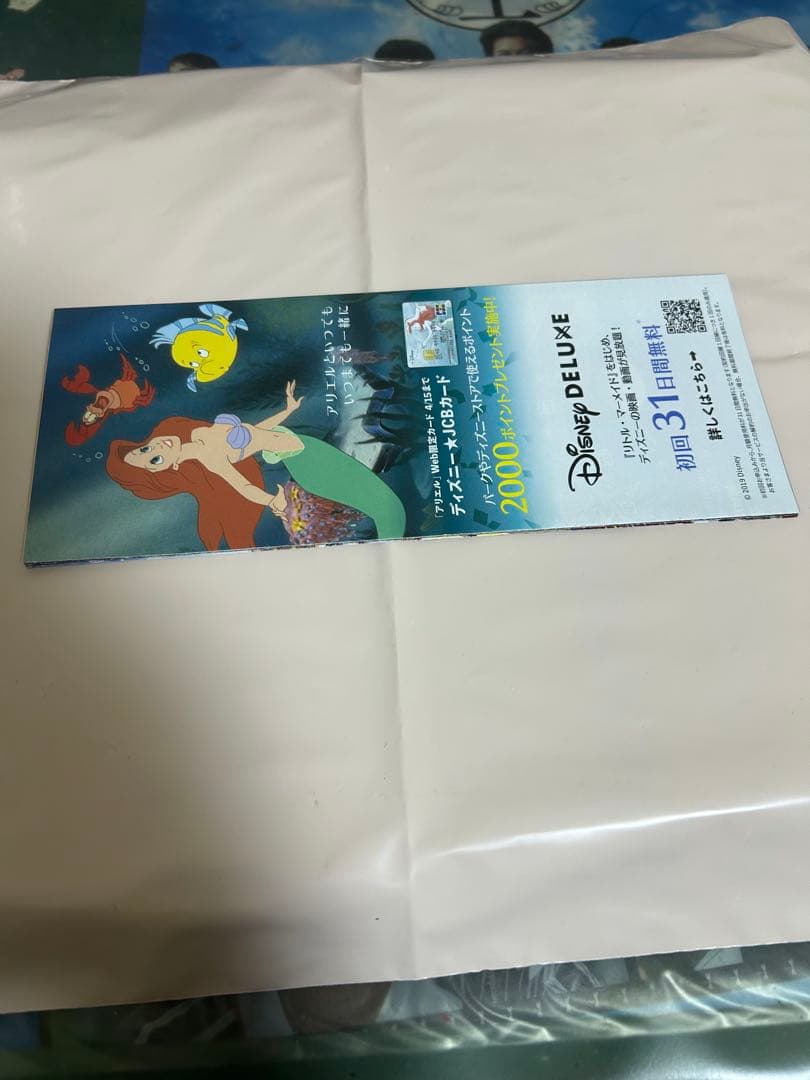 アリエルといつでも
いつまでも一緒に
「アリエル」Web限定カード 4/15まで
ディズニー★JCBカード
パークやディズニーストアで使えるポイント
2000ポイントプレゼント実施中!
Disney DELUXE
『リトル・マーメイド』をはじめ、
ディズニーの映画・動画が見放題!
初回31日間無料*
詳しくはこちら→
© 2019 Disney